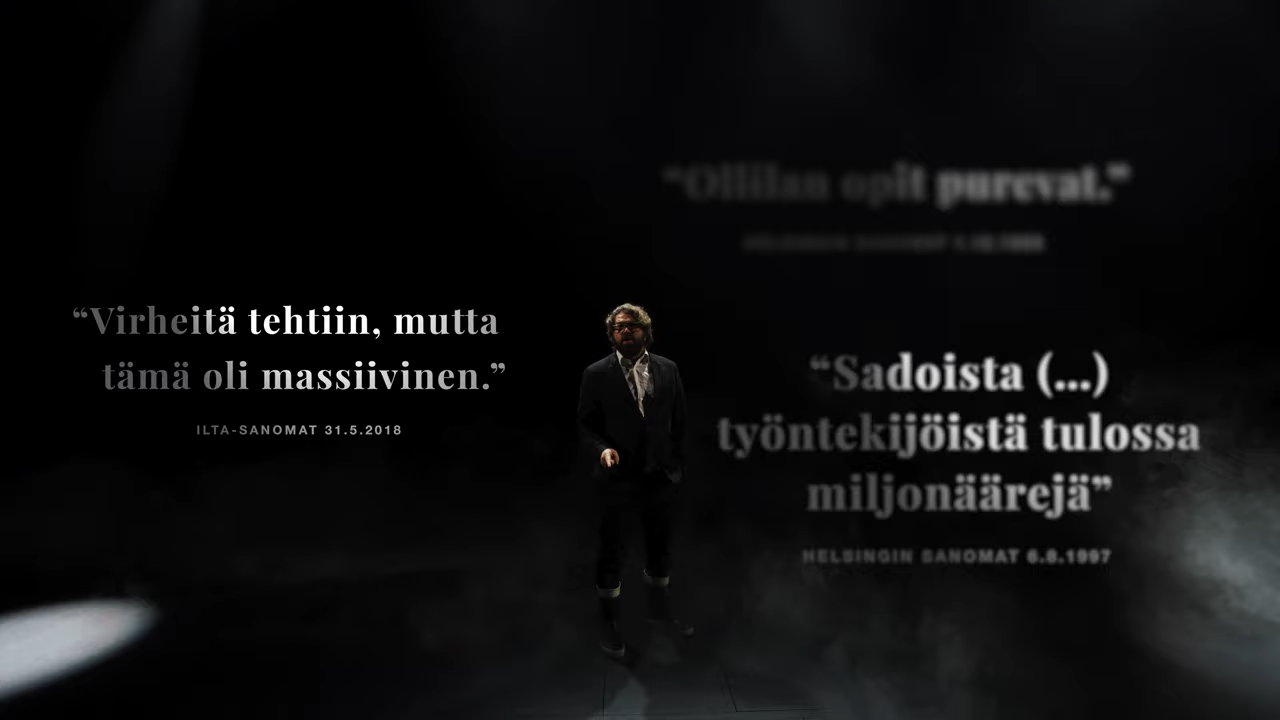 “Ollilan opit purevat.”
“Virheitä tehtiin, mutta
tämä oli massiivinen.”
ILTA-SANOMAT 31.5.2018
“Sadoista (...)
työntekijöistä tulossa
miljonäärejä”
HELSINGIN SANOMAT 6.8.1997